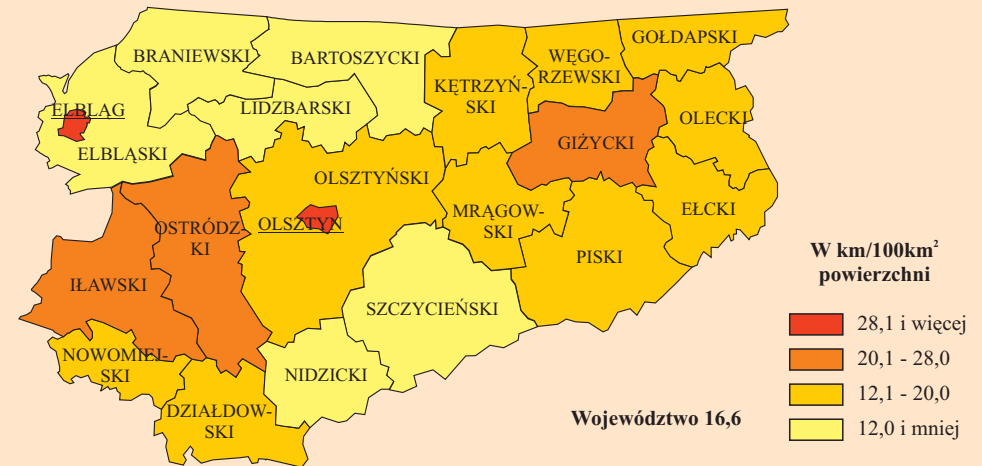 GOŁDAPSKI
BRANIEWSKI
BARTOSZYCKI
WĘGO-
RZEWSKI
KĘTRZYŃ-
SKI
ELBLĄG
LIDZBARSKI
OLECKI
GIŻYCKI
ELBLĄSKI
OLSZTYŃSKI
MRĄGOW-
SKI
EŁCKI
OLSZTYN
OSTRÓDZ-
KI
PISKI
IŁAWSKI
SZCZYCIEŃSKI
NOWOMIEJ-
SKI
NIDZICKI
DZIAŁDOW-
SKI
Województwo 16,6
W km/100km²
powierzchni
28,1 i więcej
20,1 - 28,0
12,1 - 20,0
12,0 i mniej